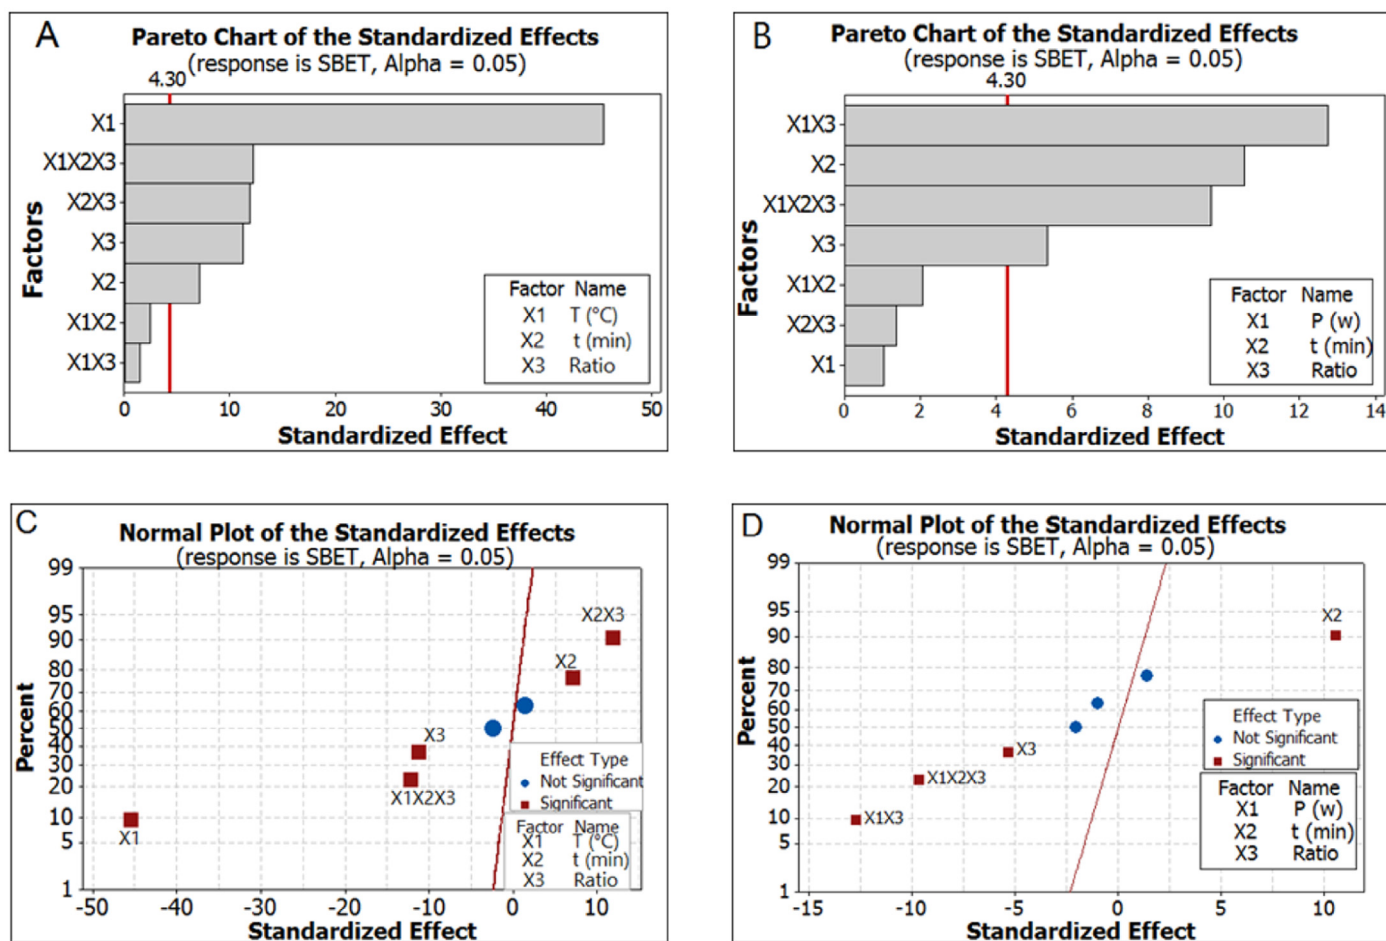 A
Pareto Chart of the Standardized Effects
(response is SBET, Alpha = 0.05)
4.30
Factors
X1
X1X2X3
X2X3
X3
X2
X1X2
X1X3
Factor Name
X1 T (°C)
X2 t (min)
X3 Ratio
0 10 20 30 40 50
Standardized Effect
B
Pareto Chart of the Standardized Effects
(response is SBET, Alpha = 0.05)
4.30
Factors
X1X3
X2
X1X2X3
X3
X1X2
X2X3
X1
Factor Name
X1 P (w)
X2 t (min)
X3 Ratio
0 2 4 6 8 10 12 14
Standardized Effect
C
Normal Plot of the Standardized Effects
(response is SBET, Alpha = 0.05)
Percent
99
95
90
80
70
60
50
40
30
20
10
5
1
X2X3
X2
X3
X1X2X3
X1
Effect Type
Not Significant
Significant
Factor Name
X1 T (°C)
X2 t (min)
X3 Ratio
-50 -40 -30 -20 -10 0 10
Standardized Effect
D
Normal Plot of the Standardized Effects
(response is SBET, Alpha = 0.05)
Percent
99
95
90
80
70
60
50
40
30
20
10
5
1
X2
X3
X1X2X3
X1X3
Effect Type
Not Significant
Significant
Factor Name
X1 P (w)
X2 t (min)
X3 Ratio
-15 -10 -5 0 5 10
Standardized Effect